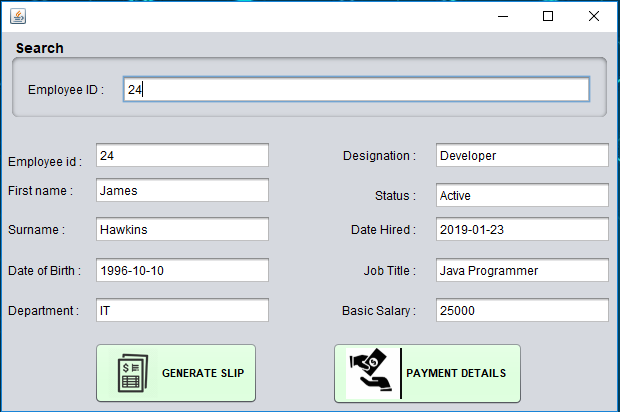 Search
Employee ID : 24
Employee id : 24 Designation : Developer
First name : James Status : Active
Surname : Hawkins Date Hired : 2019-01-23
Date of Birth : 1996-10-10 Job Title : Java Programmer
Department : IT Basic Salary : 25000
GENERATE SLIP PAYMENT DETAILS